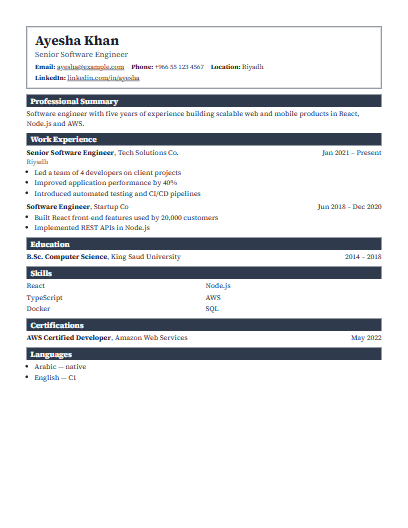 Ayesha Khan
Senior Software Engineer
Email: ayesha@example.com Phone: +966 55 123 4567 Location: Riyadh
LinkedIn: linkedin.com/in/ayesha
Professional Summary
Software engineer with five years of experience building scalable web and mobile products in React,
Node.js and AWS.
Work Experience
Senior Software Engineer, Tech Solutions Co. Jan 2021 – Present
Riyadh
• Led a team of 4 developers on client projects
• Improved application performance by 40%
• Introduced automated testing and CI/CD pipelines
Software Engineer, Startup Co Jun 2018 – Dec 2020
• Built React front-end features used by 20,000 customers
• Implemented REST APIs in Node.js
Education
B.Sc. Computer Science, King Saud University 2014 – 2018
Skills
React Node.js
TypeScript AWS
Docker SQL
Certifications
AWS Certified Developer, Amazon Web Services May 2022
Languages
• Arabic — native
• English — C1